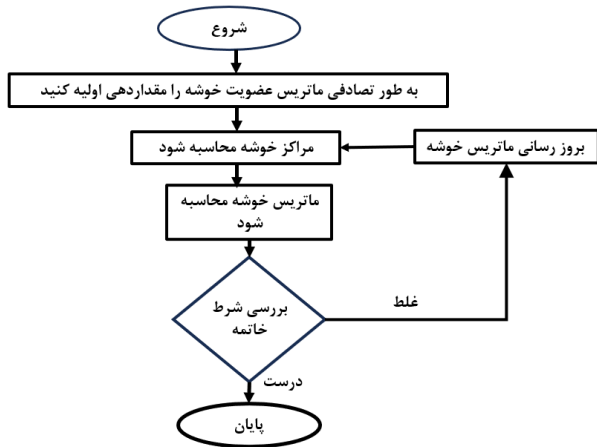 شروع
به طور تصادفی ماتریس عضویت خوشه را مقداردهی اولیه کنید
مراکز خوشه محاسبه شود
بروز رسانی ماتریس خوشه
ماتریس خوشه محاسبه
شود
بررسی شرط
خاتمه
غلط
درست
پایان